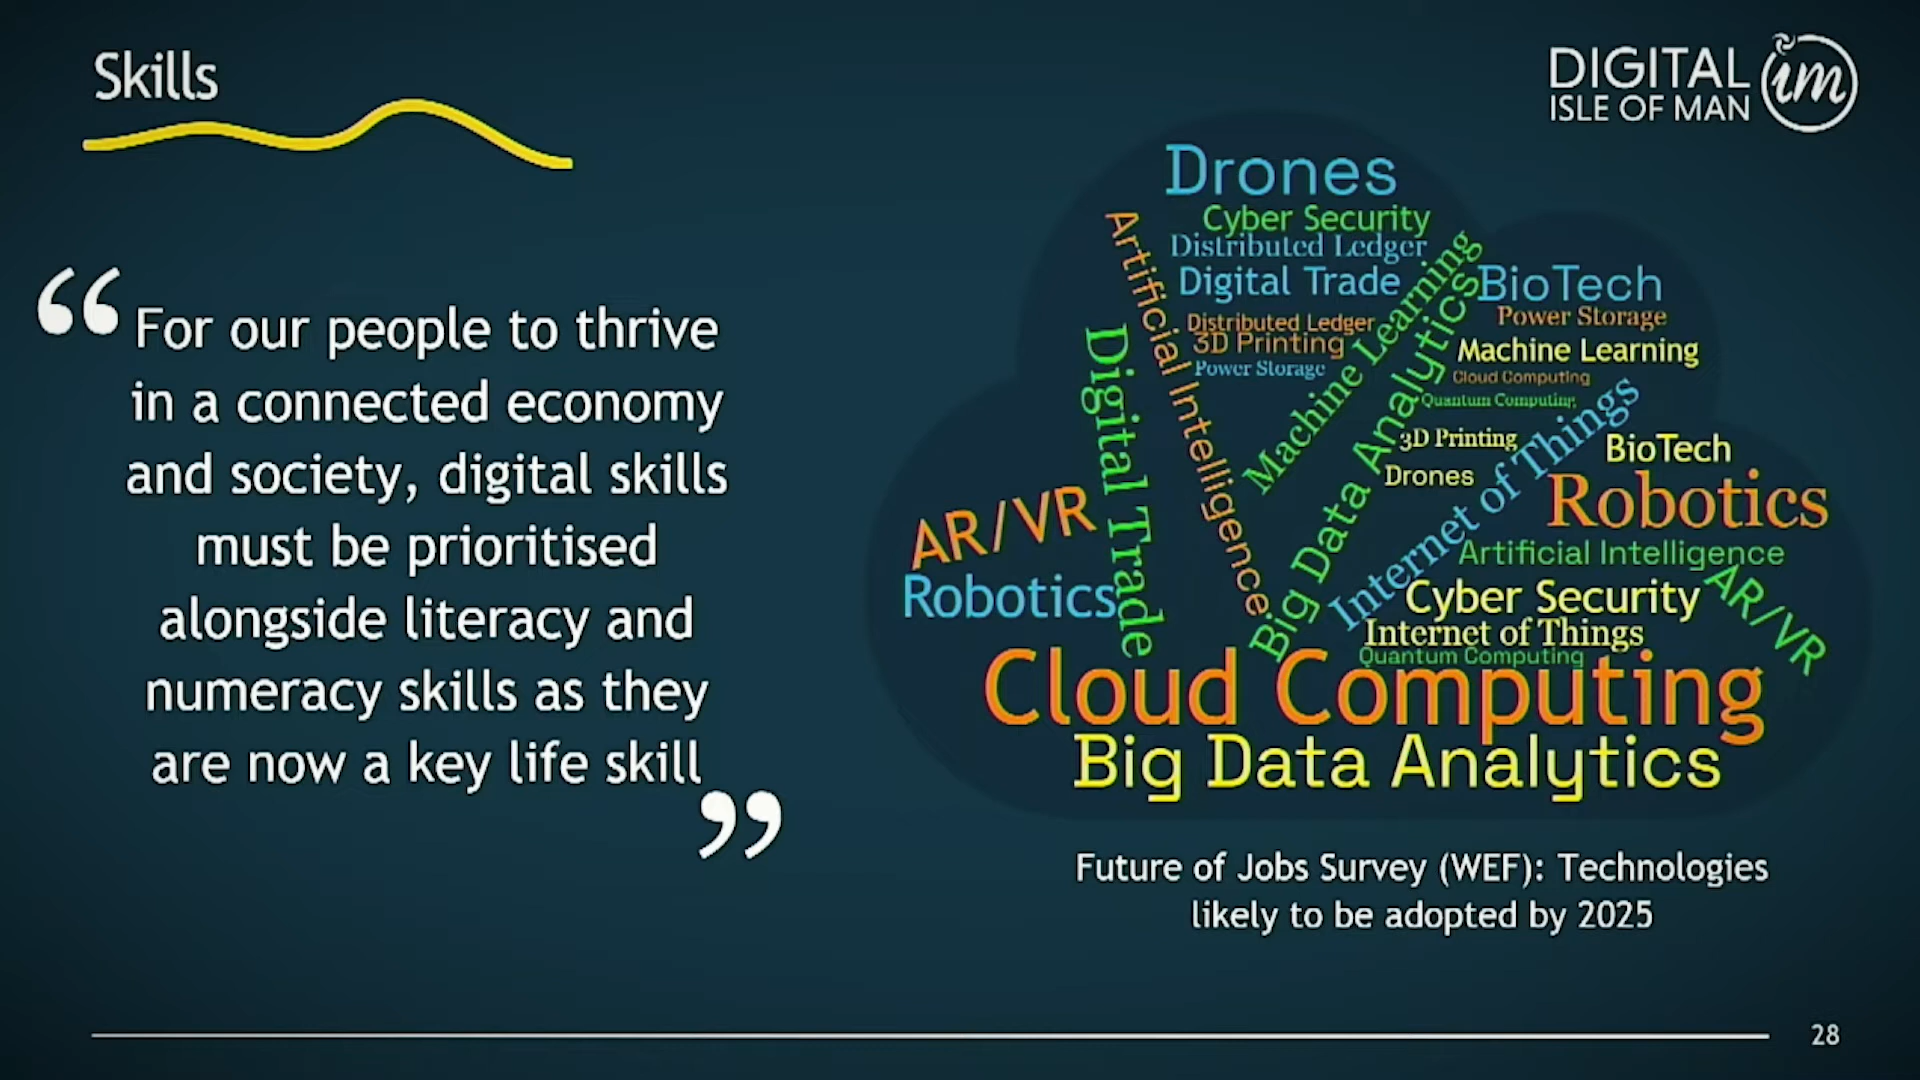 Skills
DIGITAL
ISLE OF MAN
im
“For our people to thrive
in a connected economy
and society, digital skills
must be prioritised
alongside literacy and
numeracy skills as they
are now a key life skill”
Drones
Cyber Security
Distributed Ledger
Digital Trade
Distributed Ledger
3D Printing
Power Storage
Artificial Intelligence
Digital Trade
Machine Learning
Big Data Analytics
BioTech
Power Storage
Machine Learning
Cloud Computing
Quantum Computing
3D Printing
Drones
Internet of Things
BioTech
Robotics
Artificial Intelligence
AR/VR
Robotics
Cyber Security
Internet of Things
Quantum Computing
AR/VR
Cloud Computing
Big Data Analytics
Future of Jobs Survey (WEF): Technologies
likely to be adopted by 2025
28